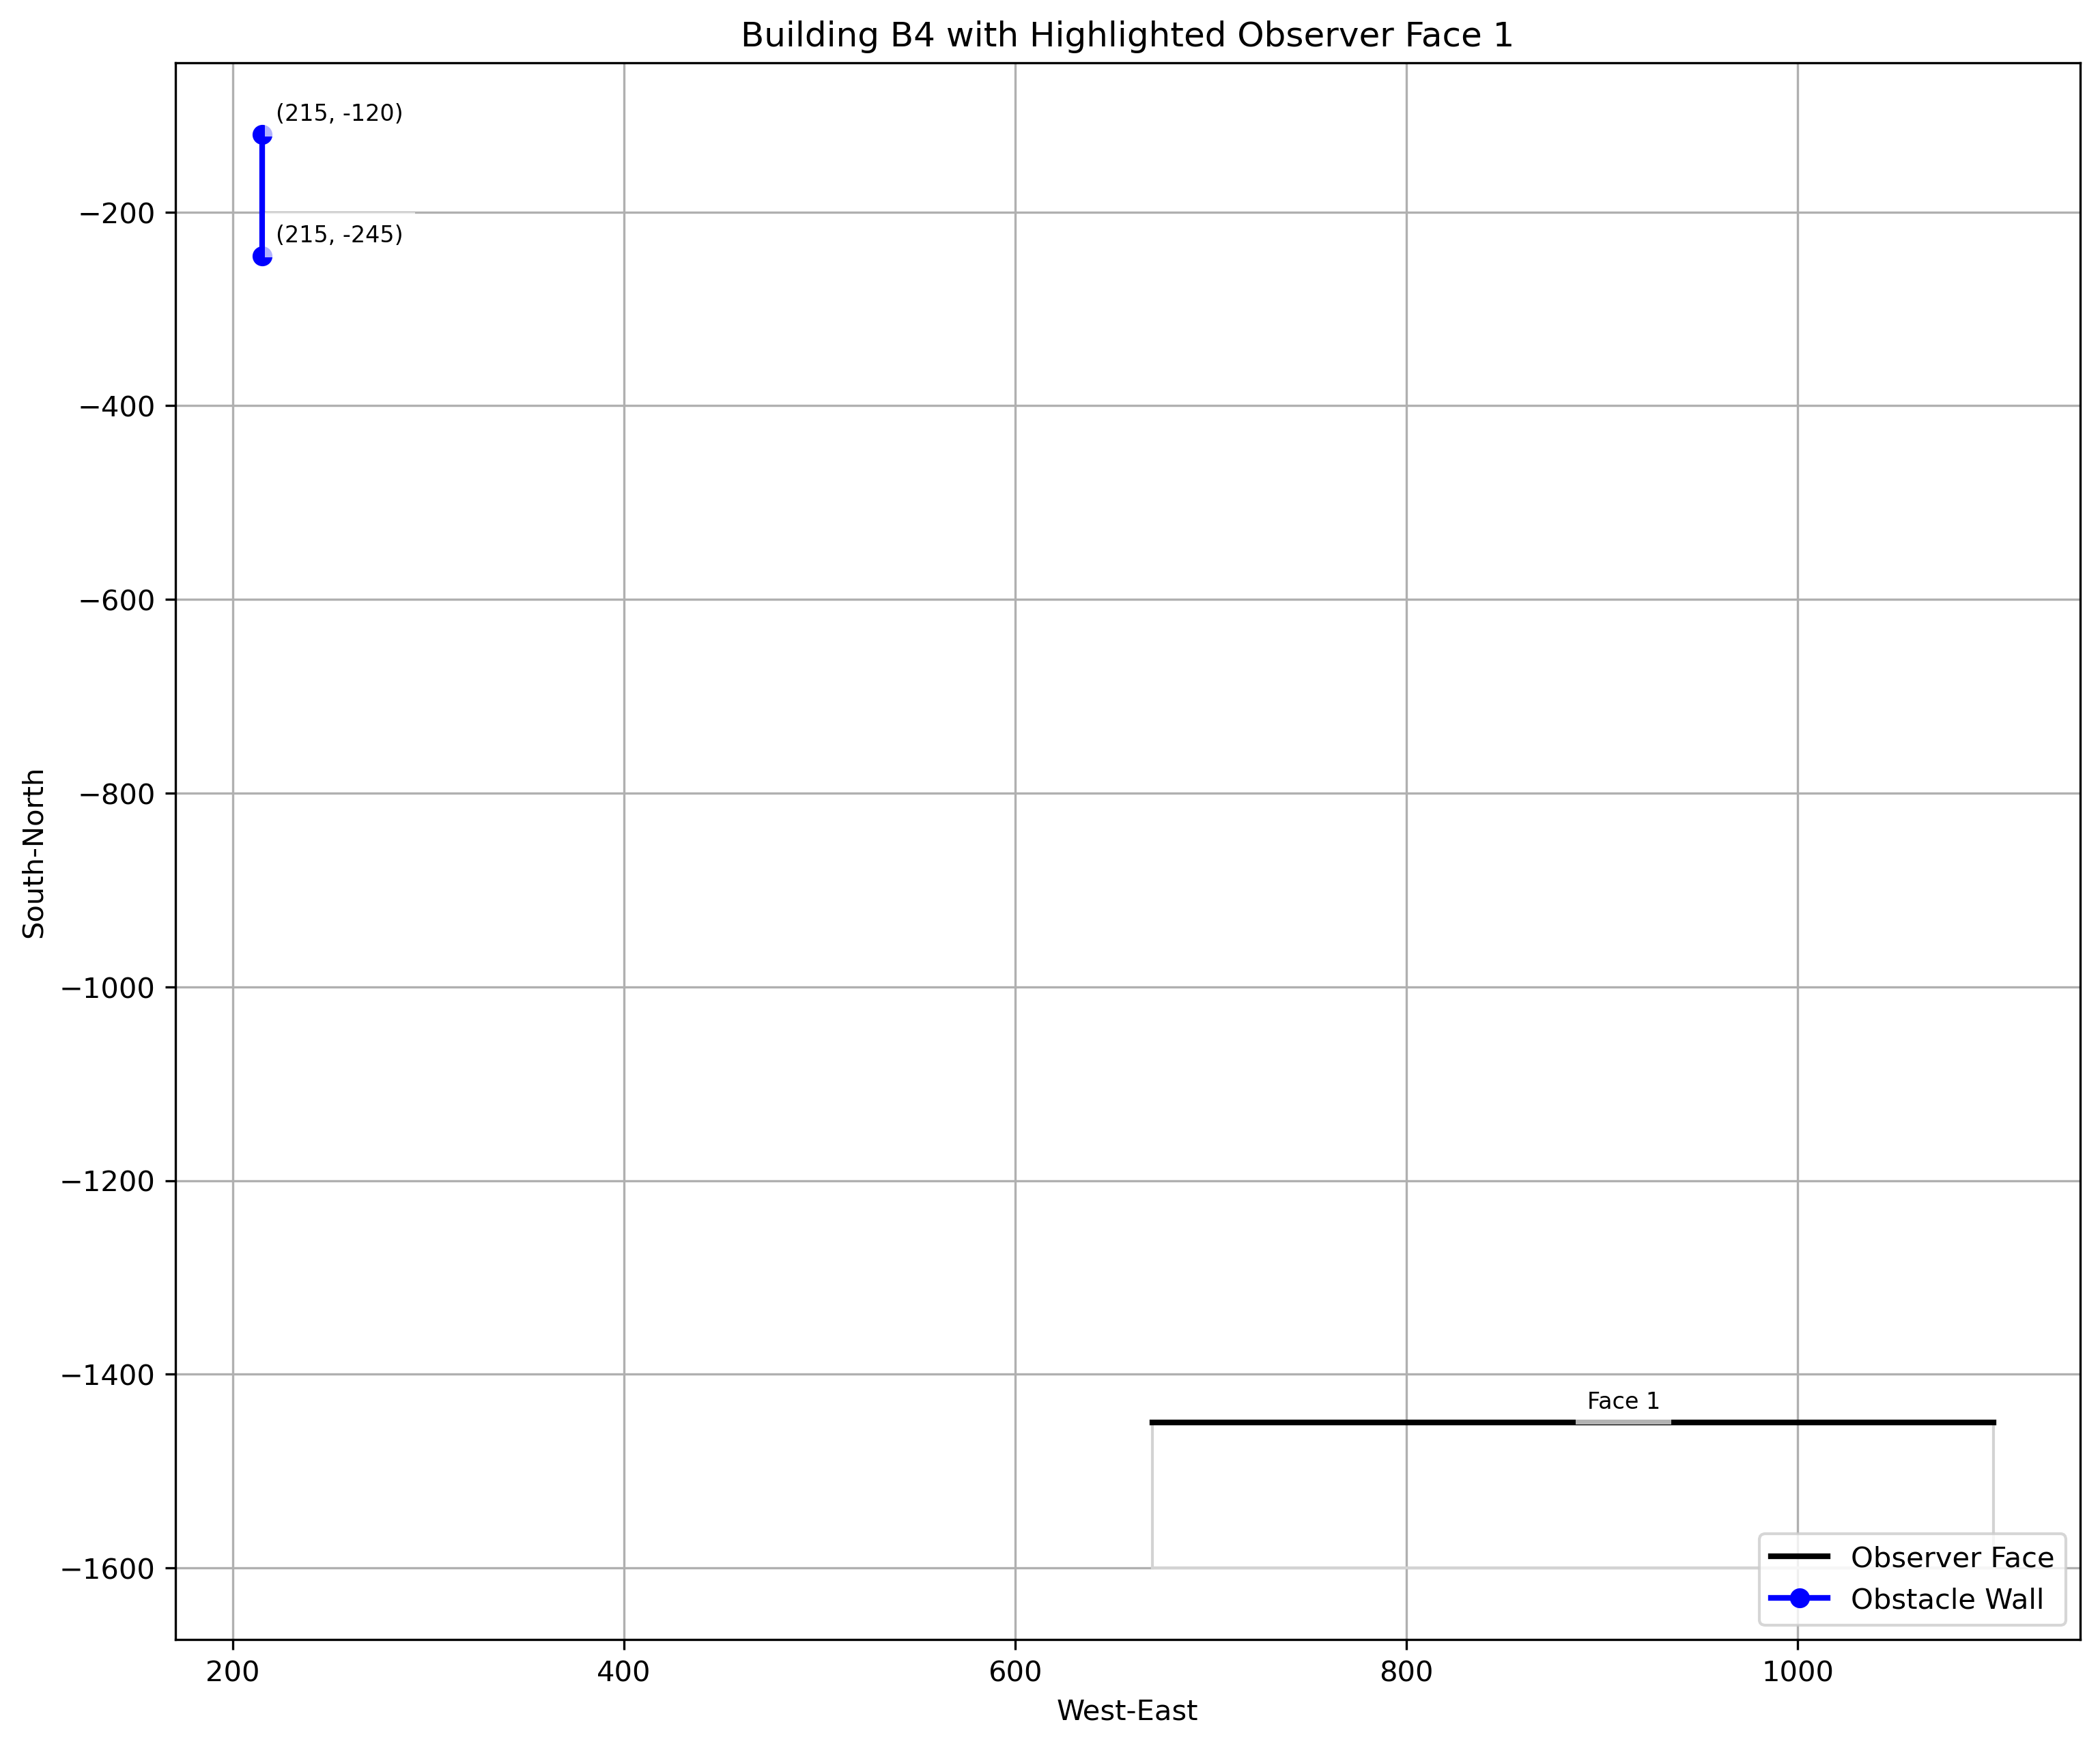 Building B4 with Highlighted Observer Face 1
(215, -120)
−200
(215, -245)
−400
−600
−800
South-North
−1000
−1200
−1400
Face 1
−1600
Observer Face
Obstacle Wall
200 400 600 800 1000
West-East